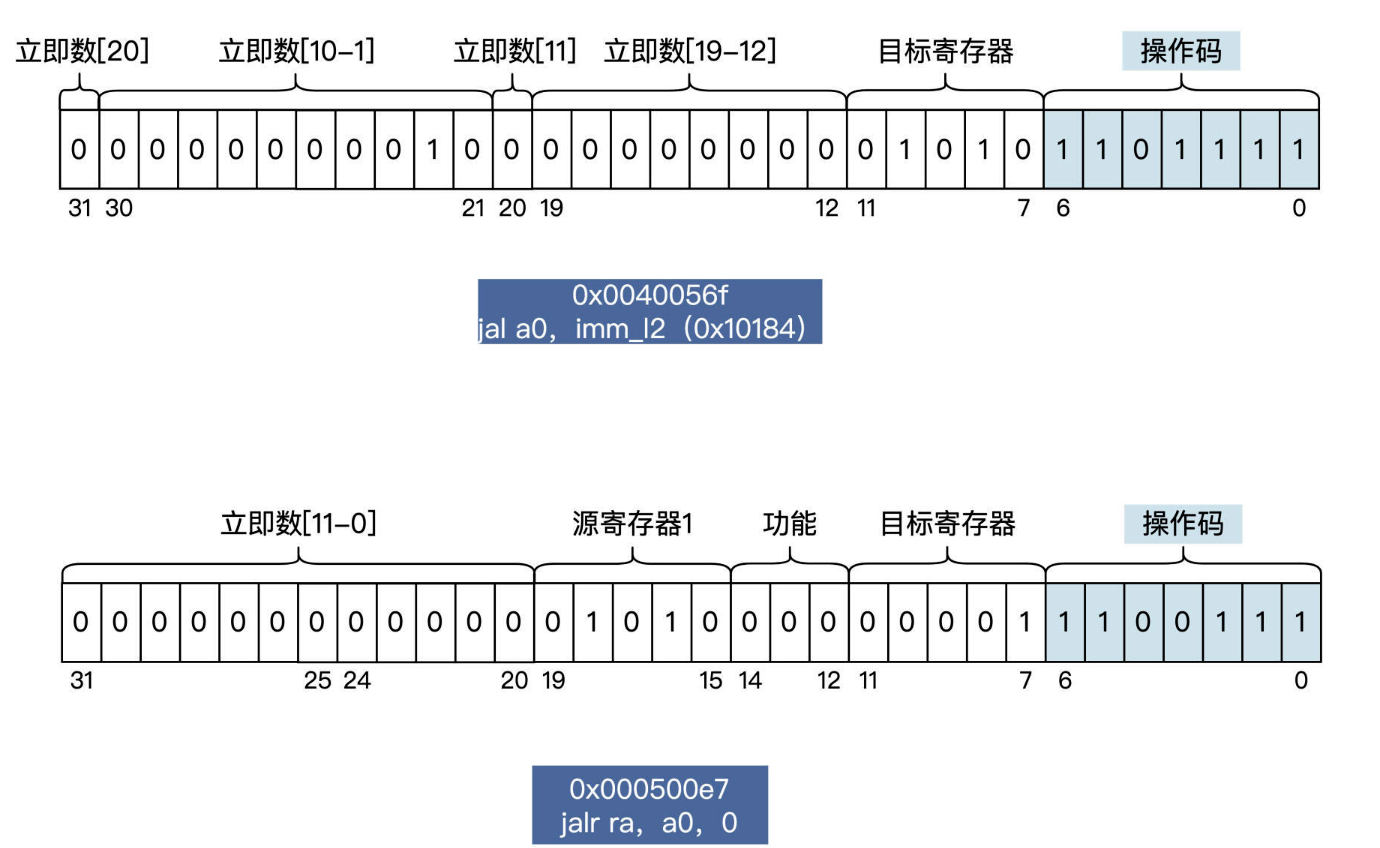 立即数[20] 立即数[10-1] 立即数[11] 立即数[19-12] 目标寄存器 操作码
0 0 0 0 0 0 0 0 0 1 0 0 0 0 0 0 0 0 0 0 0 1 0 1 0 1 1 0 1 1 1 1
31 30 21 20 19 12 11 7 6 0
0x0040056f
jal a0，imm_l2（0x10184）
立即数[11-0] 源寄存器1 功能 目标寄存器 操作码
0 0 0 0 0 0 0 0 0 0 0 0 0 1 0 1 0 0 0 0 0 0 0 0 1 1 1 0 0 1 1 1
31 25 24 20 19 15 14 12 11 7 6 0
0x000500e7
jalr ra，a0，0